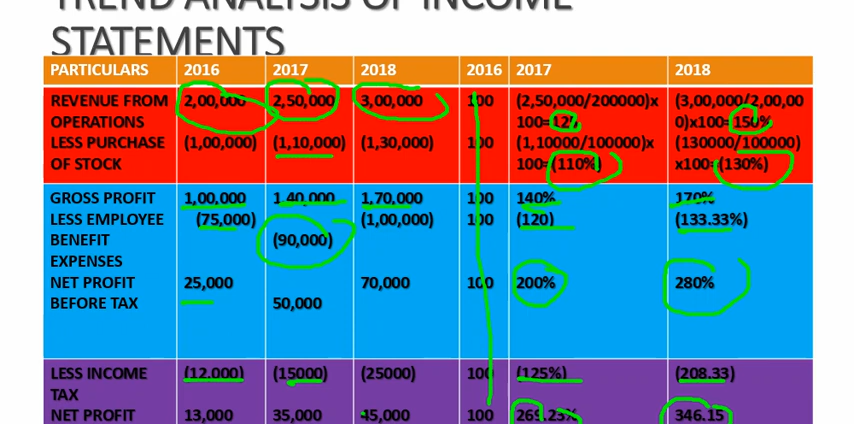 TREND ANALYSIS OF INCOME
STATEMENTS
PARTICULARS 2016 2017 2018 2016 2017 2018
REVENUE FROM 2,00,000 2,50,000 3,00,000 100 (2,50,000/200000)x (3,00,000/2,00,00
OPERATIONS 100=125 0)x100=150%
LESS PURCHASE (1,00,000) (1,10,000) (1,30,000) 100 (1,10000/100000)x (130000/100000)
OF STOCK 100=(110%) x100=(130%)
GROSS PROFIT 1,00,000 1,40,000 1,70,000 100 140% 170%
LESS EMPLOYEE (75,000) (1,00,000) 100 (120) (133.33%)
BENEFIT (90,000)
EXPENSES
NET PROFIT 25,000 70,000 100 200% 280%
BEFORE TAX 50,000
LESS INCOME (12.000) (15000) (25000) 100 (125%) (208.33)
TAX
NET PROFIT 13,000 35,000 45,000 100 269.23% 346.15